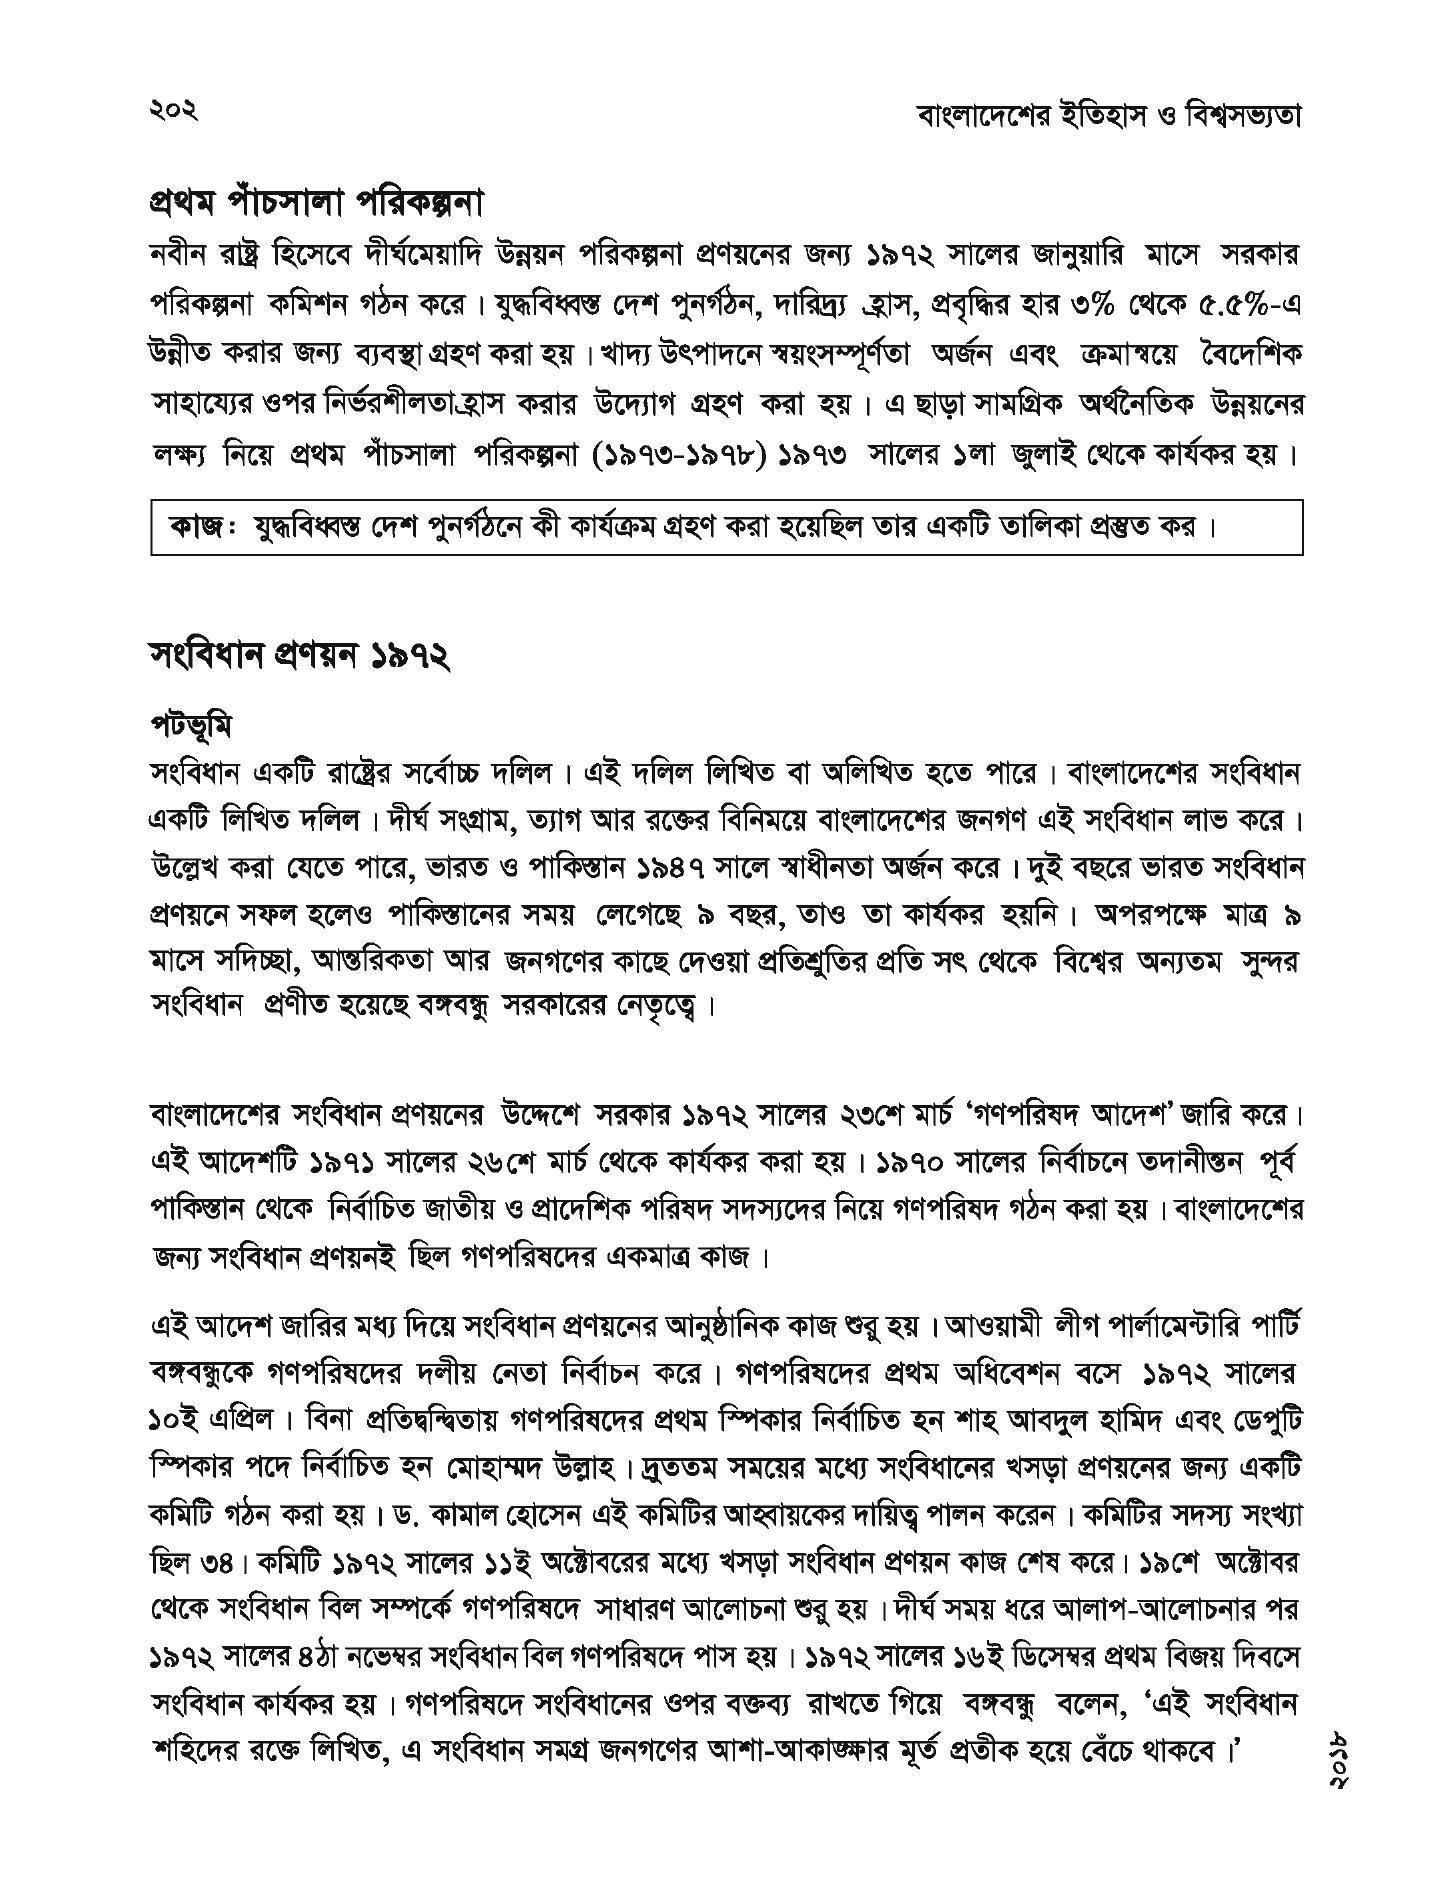 ২০২
বাংলাদেশের ইতিহাস ও বিশ্বসভ্যতা
প্রথম পাঁচসালা পরিকল্পনা
নবীন রাষ্ট্র হিসেবে দীর্ঘমেয়াদি উন্নয়ন পরিকল্পনা প্রণয়নের জন্য ১৯৭২ সালের জানুয়ারি মাসে সরকার
পরিকল্পনা কমিশন গঠন করে। যুদ্ধবিধ্বস্ত দেশ পুনর্গঠন, দারিদ্র্য হ্রাস, প্রবৃদ্ধির হার ৩% থেকে ৫.৫%-এ
উন্নীত করার জন্য ব্যবস্থা গ্রহণ করা হয়। খাদ্য উৎপাদনে স্বয়ংসম্পূর্ণতা অর্জন এবং ক্রমান্বয়ে বৈদেশিক
সাহায্যের ওপর নির্ভরশীলতা হ্রাস করার উদ্যোগ গ্রহণ করা হয়। এ ছাড়া সামগ্রিক অর্থনৈতিক উন্নয়নের
লক্ষ্য নিয়ে প্রথম পাঁচসালা পরিকল্পনা (১৯৭৩-১৯৭৮) ১৯৭৩ সালের ১লা জুলাই থেকে কার্যকর হয়।
কাজ: যুদ্ধবিধ্বস্ত দেশ পুনর্গঠনে কী কার্যক্রম গ্রহণ করা হয়েছিল তার একটি তালিকা প্রস্তুত কর।
সংবিধান প্রণয়ন ১৯৭২
পটভূমি
সংবিধান একটি রাষ্ট্রের সর্বোচ্চ দলিল। এই দলিল লিখিত বা অলিখিত হতে পারে। বাংলাদেশের সংবিধান
একটি লিখিত দলিল। দীর্ঘ সংগ্রাম, ত্যাগ আর রক্তের বিনিময়ে বাংলাদেশের জনগণ এই সংবিধান লাভ করে।
উল্লেখ করা যেতে পারে, ভারত ও পাকিস্তান ১৯৪৭ সালে স্বাধীনতা অর্জন করে। দুই বছরে ভারত সংবিধান
প্রণয়নে সফল হলেও পাকিস্তানের সময় লেগেছে ৯ বছর, তাও তা কার্যকর হয়নি। অপরপক্ষে মাত্র ৯
মাসে সদিচ্ছা, আন্তরিকতা আর জনগণের কাছে দেওয়া প্রতিশ্রুতির প্রতি সৎ থেকে বিশ্বের অন্যতম সুন্দর
সংবিধান প্রণীত হয়েছে বঙ্গবন্ধু সরকারের নেতৃত্বে।
বাংলাদেশের সংবিধান প্রণয়নের উদ্দেশে সরকার ১৯৭২ সালের ২৩শে মার্চ ‘গণপরিষদ আদেশ’ জারি করে।
এই আদেশটি ১৯৭১ সালের ২৬শে মার্চ থেকে কার্যকর করা হয়। ১৯৭০ সালের নির্বাচনে তদানীন্তন পূর্ব
পাকিস্তান থেকে নির্বাচিত জাতীয় ও প্রাদেশিক পরিষদ সদস্যদের নিয়ে গণপরিষদ গঠন করা হয়। বাংলাদেশের
জন্য সংবিধান প্রণয়নই ছিল গণপরিষদের একমাত্র কাজ।
এই আদেশ জারির মধ্য দিয়ে সংবিধান প্রণয়নের আনুষ্ঠানিক কাজ শুরু হয়। আওয়ামী লীগ পার্লামেন্টারি পার্টি
বঙ্গবন্ধুকে গণপরিষদের দলীয় নেতা নির্বাচন করে। গণপরিষদের প্রথম অধিবেশন বসে ১৯৭২ সালের
১০ই এপ্রিল। বিনা প্রতিদ্বন্দ্বিতায় গণপরিষদের প্রথম স্পিকার নির্বাচিত হন শাহ আবদুল হামিদ এবং ডেপুটি
স্পিকার পদে নির্বাচিত হন মোহাম্মদ উল্লাহ। দ্রুততম সময়ের মধ্যে সংবিধানের খসড়া প্রণয়নের জন্য একটি
কমিটি গঠন করা হয়। ড. কামাল হোসেন এই কমিটির আহ্বায়কের দায়িত্ব পালন করেন। কমিটির সদস্য সংখ্যা
ছিল ৩৪। কমিটি ১৯৭২ সালের ১১ই অক্টোবরের মধ্যে খসড়া সংবিধান প্রণয়ন কাজ শেষ করে। ১৯শে অক্টোবর
থেকে সংবিধান বিল সম্পর্কে গণপরিষদে সাধারণ আলোচনা শুরু হয়। দীর্ঘ সময় ধরে আলাপ-আলোচনার পর
১৯৭২ সালের ৪ঠা নভেম্বর সংবিধান বিল গণপরিষদে পাস হয়। ১৯৭২ সালের ১৬ই ডিসেম্বর প্রথম বিজয় দিবসে
সংবিধান কার্যকর হয়। গণপরিষদে সংবিধানের ওপর বক্তব্য রাখতে গিয়ে বঙ্গবন্ধু বলেন, ‘এই সংবিধান
শহিদের রক্তে লিখিত, এ সংবিধান সমগ্র জনগণের আশা-আকাঙ্ক্ষার মূর্ত প্রতীক হয়ে বেঁচে থাকবে।’
২০১৮